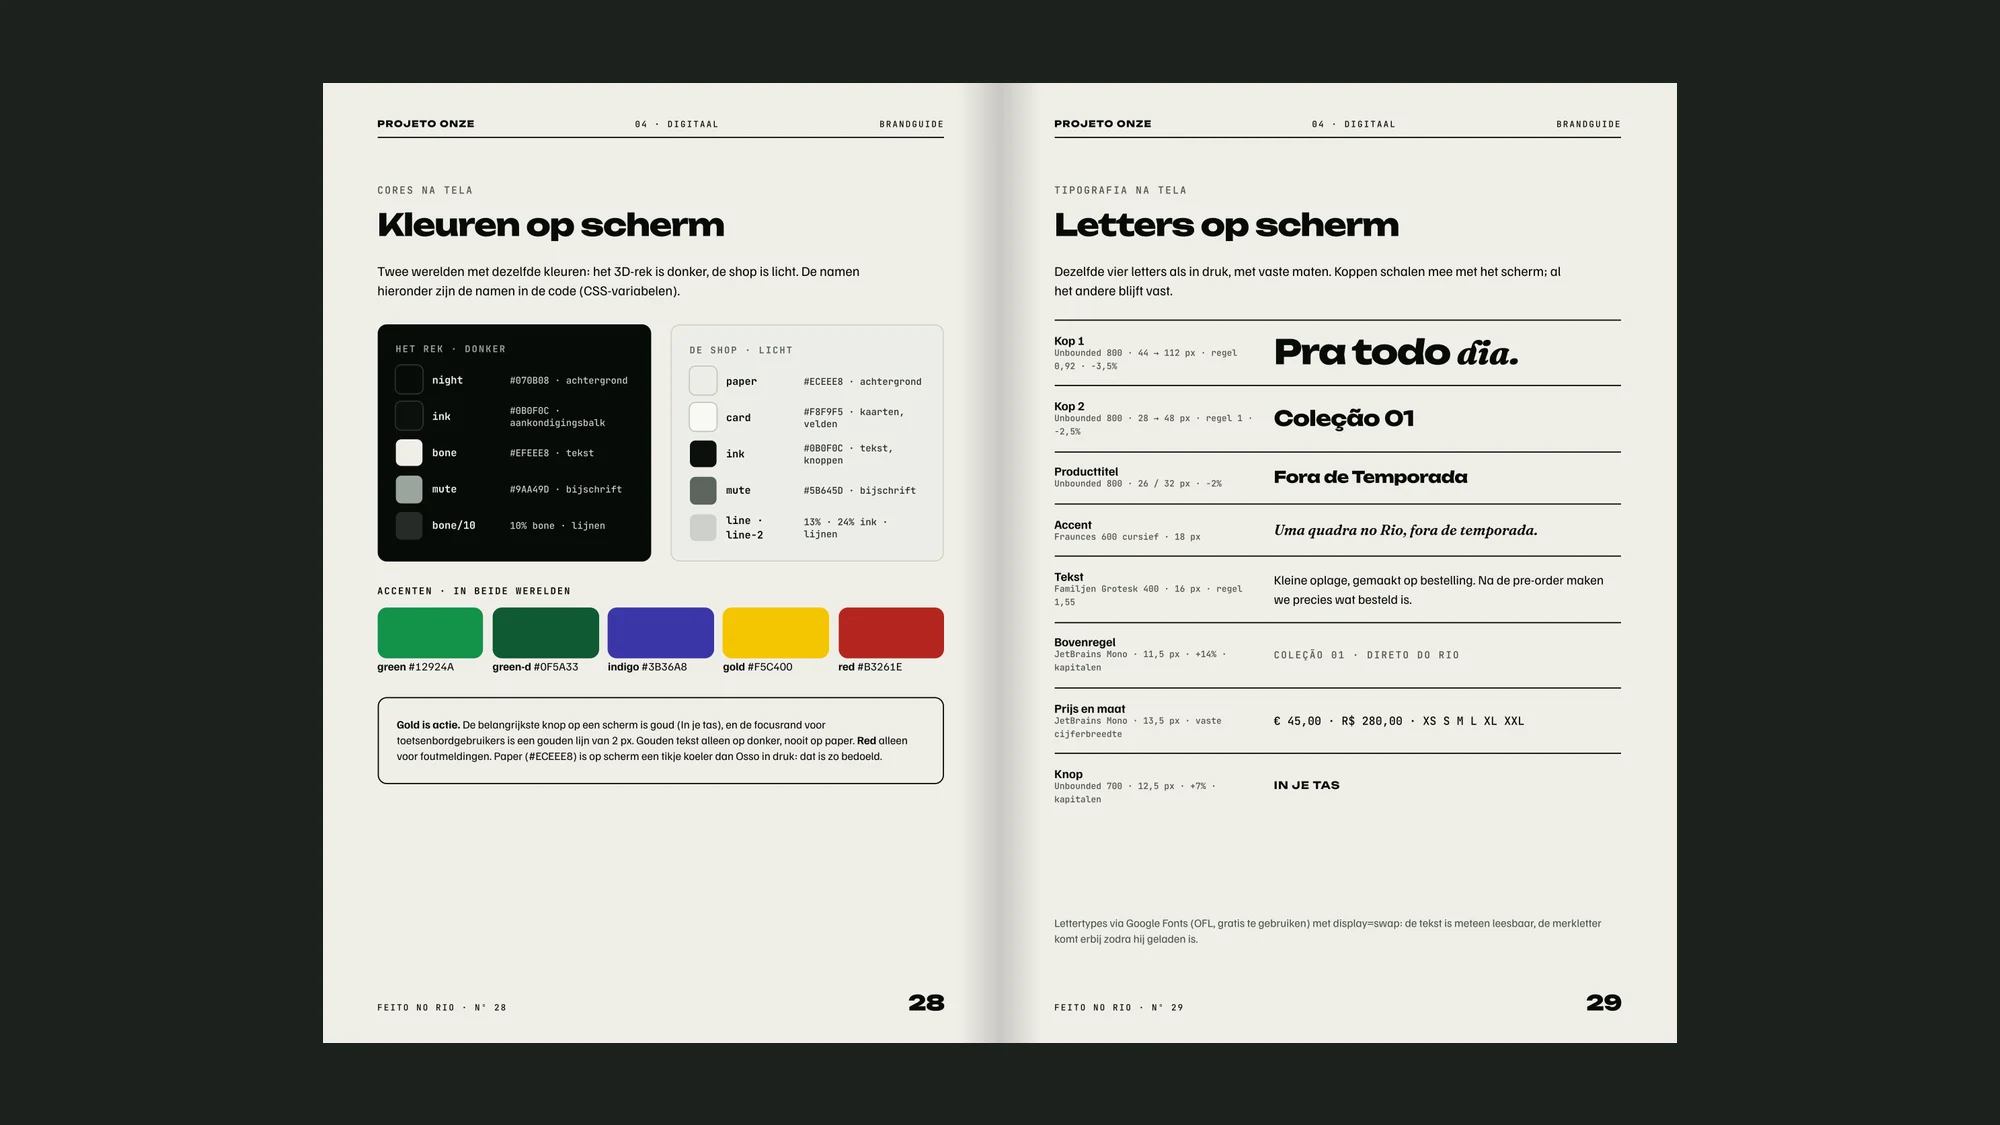 PROJETO ONZE
04 · DIGITAAL
BRANDGUIDE
CORES NA TELA
Kleuren op scherm
Twee werelden met dezelfde kleuren: het 3D-rek is donker, de shop is licht. De namen
hieronder zijn de namen in de code (CSS-variabelen).
HET REK · DONKER
night #070B08 · achtergrond
ink #0B0F0C ·
aankondigingsbalk
bone #EFEEE8 · tekst
mute #9AA49D · bijschrift
bone/10 10% bone · lijnen
DE SHOP · LICHT
paper #ECEEE8 · achtergrond
card #F8F9F5 · kaarten,
velden
ink #0B0F0C · tekst,
knoppen
mute #5B645D · bijschrift
line · 13% · 24% ink ·
line-2 lijnen
ACCENTEN · IN BEIDE WERELDEN
green #12924A
green-d #0F5A33
indigo #3B36A8
gold #F5C400
red #B3261E
Gold is actie. De belangrijkste knop op een scherm is goud (In je tas), en de focusrand voor
toetsenbordgebruikers is een gouden lijn van 2 px. Gouden tekst alleen op donker, nooit op paper. Red alleen
voor foutmeldingen. Paper (#ECEEE8) is op scherm een tikje koeler dan Osso in druk: dat is zo bedoeld.
FEITO NO RIO · N° 28
28
PROJETO ONZE
04 · DIGITAAL
BRANDGUIDE
TIPOGRAFIA NA TELA
Letters op scherm
Dezelfde vier letters als in druk, met vaste maten. Koppen schalen mee met het scherm; al
het andere blijft vast.
Kop 1
Unbounded 800 · 44 → 112 px · regel
0,92 · -3,5%
Pra todo dia.
Kop 2
Unbounded 800 · 28 → 48 px · regel 1 ·
-2,5%
Coleção 01
Producttitel
Unbounded 800 · 26 / 32 px · -2%
Fora de Temporada
Accent
Fraunces 600 cursief · 18 px
Uma quadra no Rio, fora de temporada.
Tekst
Familjen Grotesk 400 · 16 px · regel
1,55
Kleine oplage, gemaakt op bestelling. Na de pre-order maken
we precies wat besteld is.
Bovenregel
JetBrains Mono · 11,5 px · +14% ·
kapitalen
COLEÇÃO 01 · DIRETO DO RIO
Prijs en maat
JetBrains Mono · 13,5 px · vaste
cijferbreedte
€ 45,00 · R$ 280,00 · XS S M L XL XXL
Knop
Unbounded 700 · 12,5 px · +7% ·
kapitalen
IN JE TAS
Lettertypes via Google Fonts (OFL, gratis te gebruiken) met display=swap: de tekst is meteen leesbaar, de merkletter
komt erbij zodra hij geladen is.
FEITO NO RIO · N° 29
29